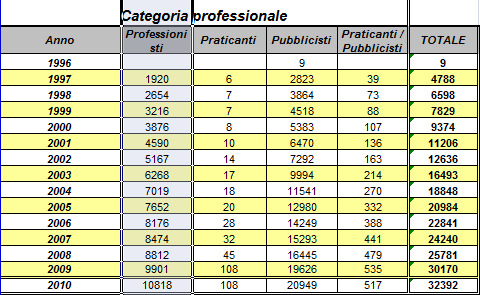 Categoria professionale
Anno Professioni sti Praticanti Pubblicisti Praticanti / Pubblicisti TOTALE
1996 9 9
1997 1920 6 2823 39 4788
1998 2654 7 3864 73 6598
1999 3216 7 4518 88 7829
2000 3876 8 5383 107 9374
2001 4590 10 6470 136 11206
2002 5167 14 7292 163 12636
2003 6268 17 9994 214 16493
2004 7019 18 11541 270 18848
2005 7652 20 12980 332 20984
2006 8176 28 14249 388 22841
2007 8474 32 15293 441 24240
2008 8812 45 16445 479 25781
2009 9901 108 19626 535 30170
2010 10818 108 20949 517 32392